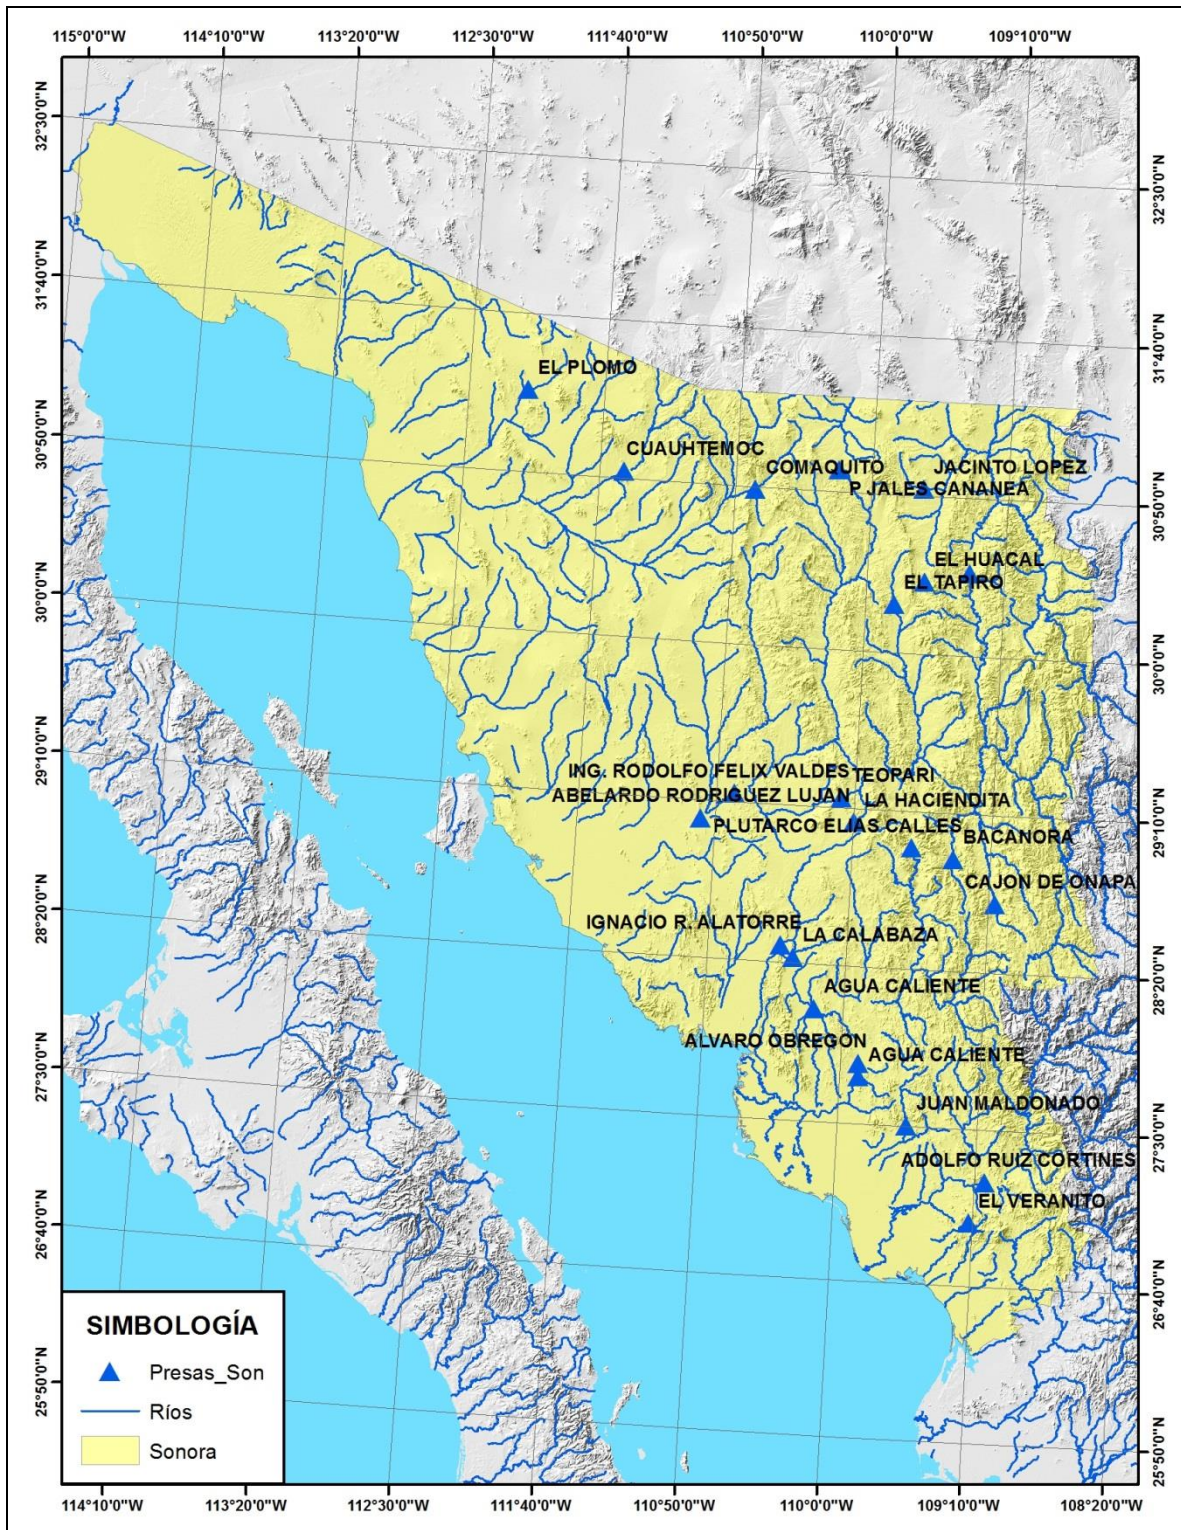 115°0'0"W
114°10'0"W
113°20'0"W
112°30'0"W
111°40'0"W
110°50'0"W
110°0'0"W
109°10'0"W
32°30'0"N
32°30'0"N
31°40'0"N
31°40'0"N
EL PLOMO
30°50'0"N
30°50'0"N
CUAUHTEMOC
COMAQUITO
JACINTO LOPEZ
JALES CANANEA
EL HUACAL
EL TAPIRO
30°0'0"N
30°0'0"N
29°10'0"N
29°10'0"N
ING. RODOLFO FELIX VALDES
TEOPARI
ABELARDO RODRIGUEZ LUJAN
LA HACIENDITA
PLUTARCO ELIAS CALLES
BACANORA
CAJON DE ONAPA
28°20'0"N
28°20'0"N
IGNACIO R. ALATORRE
LA CALABAZA
AGUA CALIENTE
ALVARO OBREGON
AGUA CALIENTE
27°30'0"N
27°30'0"N
JUAN MALDONADO
ADOLFO RUIZ CORTINES
EL VERANITO
26°40'0"N
26°40'0"N
SIMBOLOGÍA
Presas_Son
Ríos
Sonora
25°50'0"N
25°50'0"N
114°10'0"W
113°20'0"W
112°30'0"W
111°40'0"W
110°50'0"W
110°0'0"W
109°10'0"W
108°20'0"W